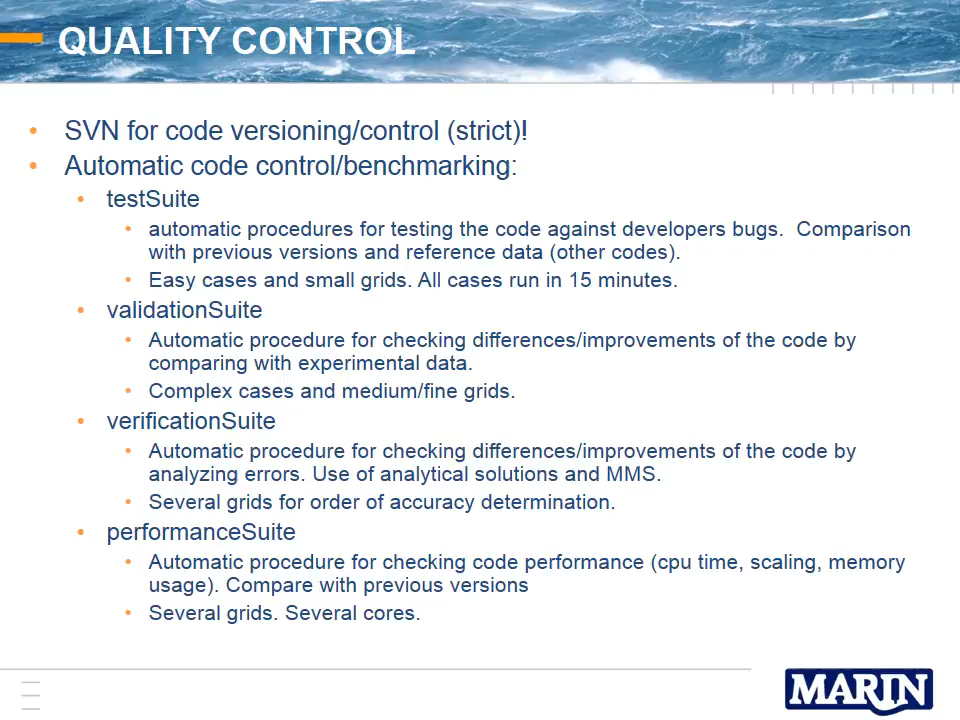 QUALITY CONTROL
• SVN for code versioning/control (strict)!
• Automatic code control/benchmarking:
• testSuite
• automatic procedures for testing the code against developers bugs.  Comparison
with previous versions and reference data (other codes).
• Easy cases and small grids. All cases run in 15 minutes.
• validationSuite
• Automatic procedure for checking differences/improvements of the code by
comparing with experimental data.
• Complex cases and medium/fine grids.
• verificationSuite
• Automatic procedure for checking differences/improvements of the code by
analyzing errors. Use of analytical solutions and MMS.
• Several grids for order of accuracy determination.
• performanceSuite
• Automatic procedure for checking code performance (cpu time, scaling, memory
usage). Compare with previous versions
• Several grids. Several cores.
MARIN